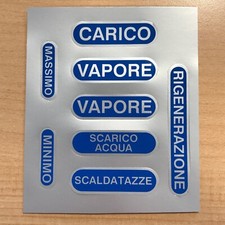 CARICO
MASSIMO
VAPORE
VAPORE
RIGENERAZIONE
MINIMO
SCARICO
ACQUA
SCALDATAZZE